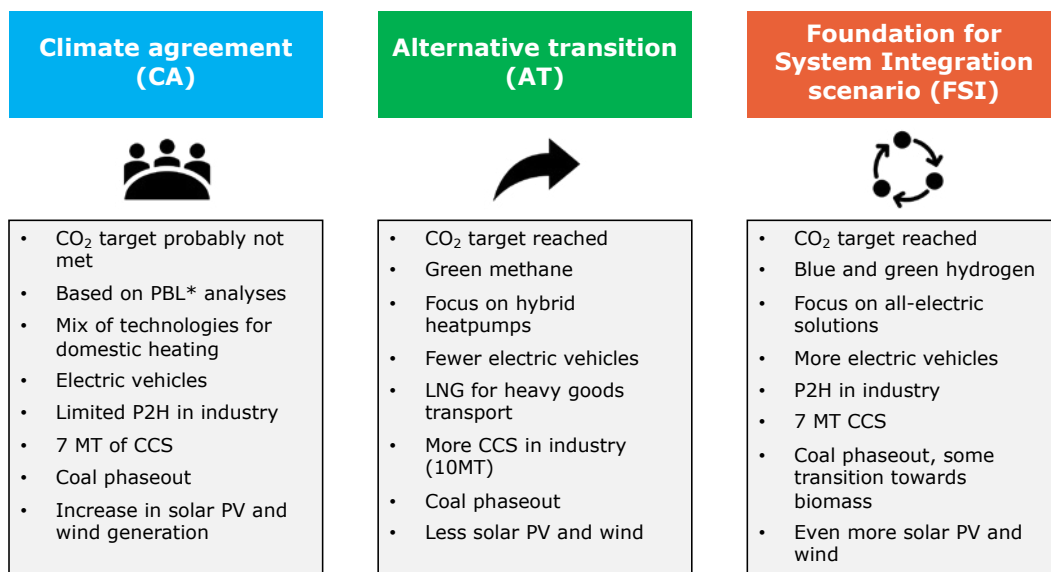 Climate agreement
(CA)
• CO₂ target probably not
met
• Based on PBL* analyses
• Mix of technologies for
domestic heating
• Electric vehicles
• Limited P2H in industry
• 7 MT of CCS
• Coal phaseout
• Increase in solar PV and
wind generation
Alternative transition
(AT)
• CO₂ target reached
• Green methane
• Focus on hybrid
heatpumps
• Fewer electric vehicles
• LNG for heavy goods
transport
• More CCS in industry
(10MT)
• Coal phaseout
• Less solar PV and wind
Foundation for
System Integration
scenario (FSI)
• CO₂ target reached
• Blue and green hydrogen
• Focus on all-electric
solutions
• More electric vehicles
• P2H in industry
• 7 MT CCS
• Coal phaseout, some
transition towards
biomass
• Even more solar PV and
wind